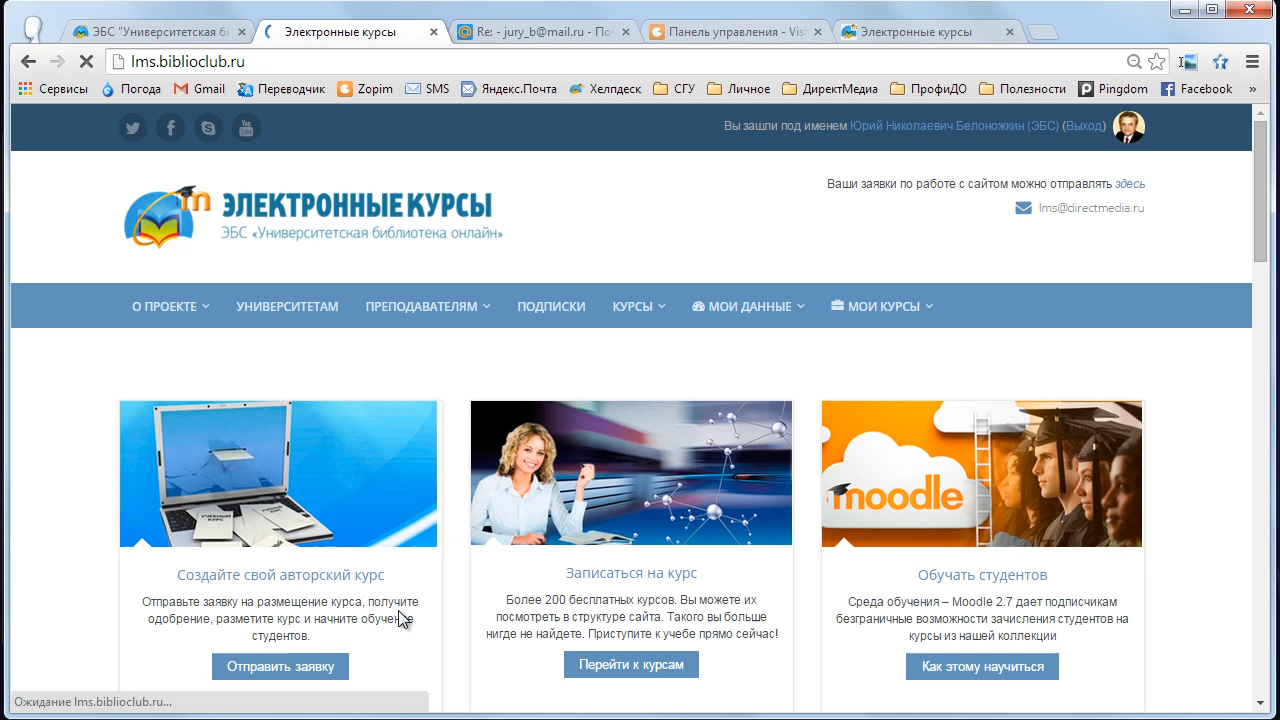 ЭБС "Университетская б
Электронные курсы
Re: - jury_b@mail.ru - По
Панель управления - Vis
Электронные курсы
lms.biblioclub.ru
Сервисы Погода Gmail Переводчик Zopim SMS Яндекс.Почта Хелпдеск СГУ Личное ДиректМедиа ПрофиДО Полезности Pingdom Facebook »
Вы зашли под именем Юрий Николаевич Белоножкин (ЭБС) (Выход)
Ваши заявки по работе с сайтом можно отправлять здесь
lms@directmedia.ru
m
ЭЛЕКТРОННЫЕ КУРСЫ
ЭБС «Университетская библиотека онлайн»
О ПРОЕКТЕ УНИВЕРСИТЕТАМ ПРЕПОДАВАТЕЛЯМ ПОДПИСКИ КУРСЫ МОИ ДАННЫЕ МОИ КУРСЫ
УЧЕБНЫЙ КУРС
Создайте свой авторский курс
Отправьте заявку на размещение курса, получите
одобрение, разметите курс и начните обучение
студентов.
Отправить заявку
Записаться на курс
Более 200 бесплатных курсов. Вы можете их
посмотреть в структуре сайта. Такого вы больше
нигде не найдете. Приступите к учебе прямо сейчас!
Перейти к курсам
moodle
Обучать студентов
Среда обучения – Moodle 2.7 дает подписчикам
безграничные возможности зачисления студентов на
курсы из нашей коллекции
Как этому научиться
Ожидание lms.biblioclub.ru...